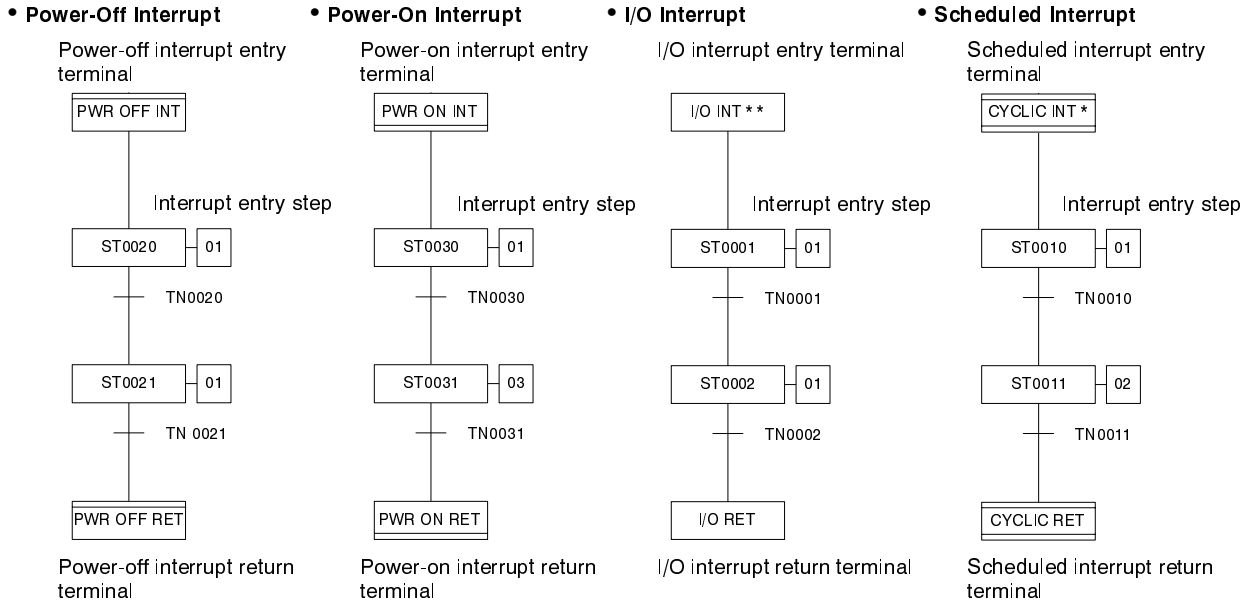 • Power-Off Interrupt
Power-off interrupt entry
terminal
PWR OFF INT
Interrupt entry step
ST0020
01
TN0020
ST0021
01
TN 0021
PWR OFF RET
Power-off interrupt return
terminal
• Power-On Interrupt
Power-on interrupt entry
terminal
PWR ON INT
Interrupt entry step
ST0030
01
TN0030
ST0031
03
TN0031
PWR ON RET
Power-on interrupt return
terminal
• I/O Interrupt
I/O interrupt entry terminal
I/O INT * *
Interrupt entry step
ST0001
01
TN0001
ST0002
01
TN0002
I/O RET
I/O interrupt return terminal
• Scheduled Interrupt
Scheduled interrupt entry
terminal
CYCLIC INT *
Interrupt entry step
ST0010
01
TN0010
ST0011
02
TN0011
CYCLIC RET
Scheduled interrupt return
terminal